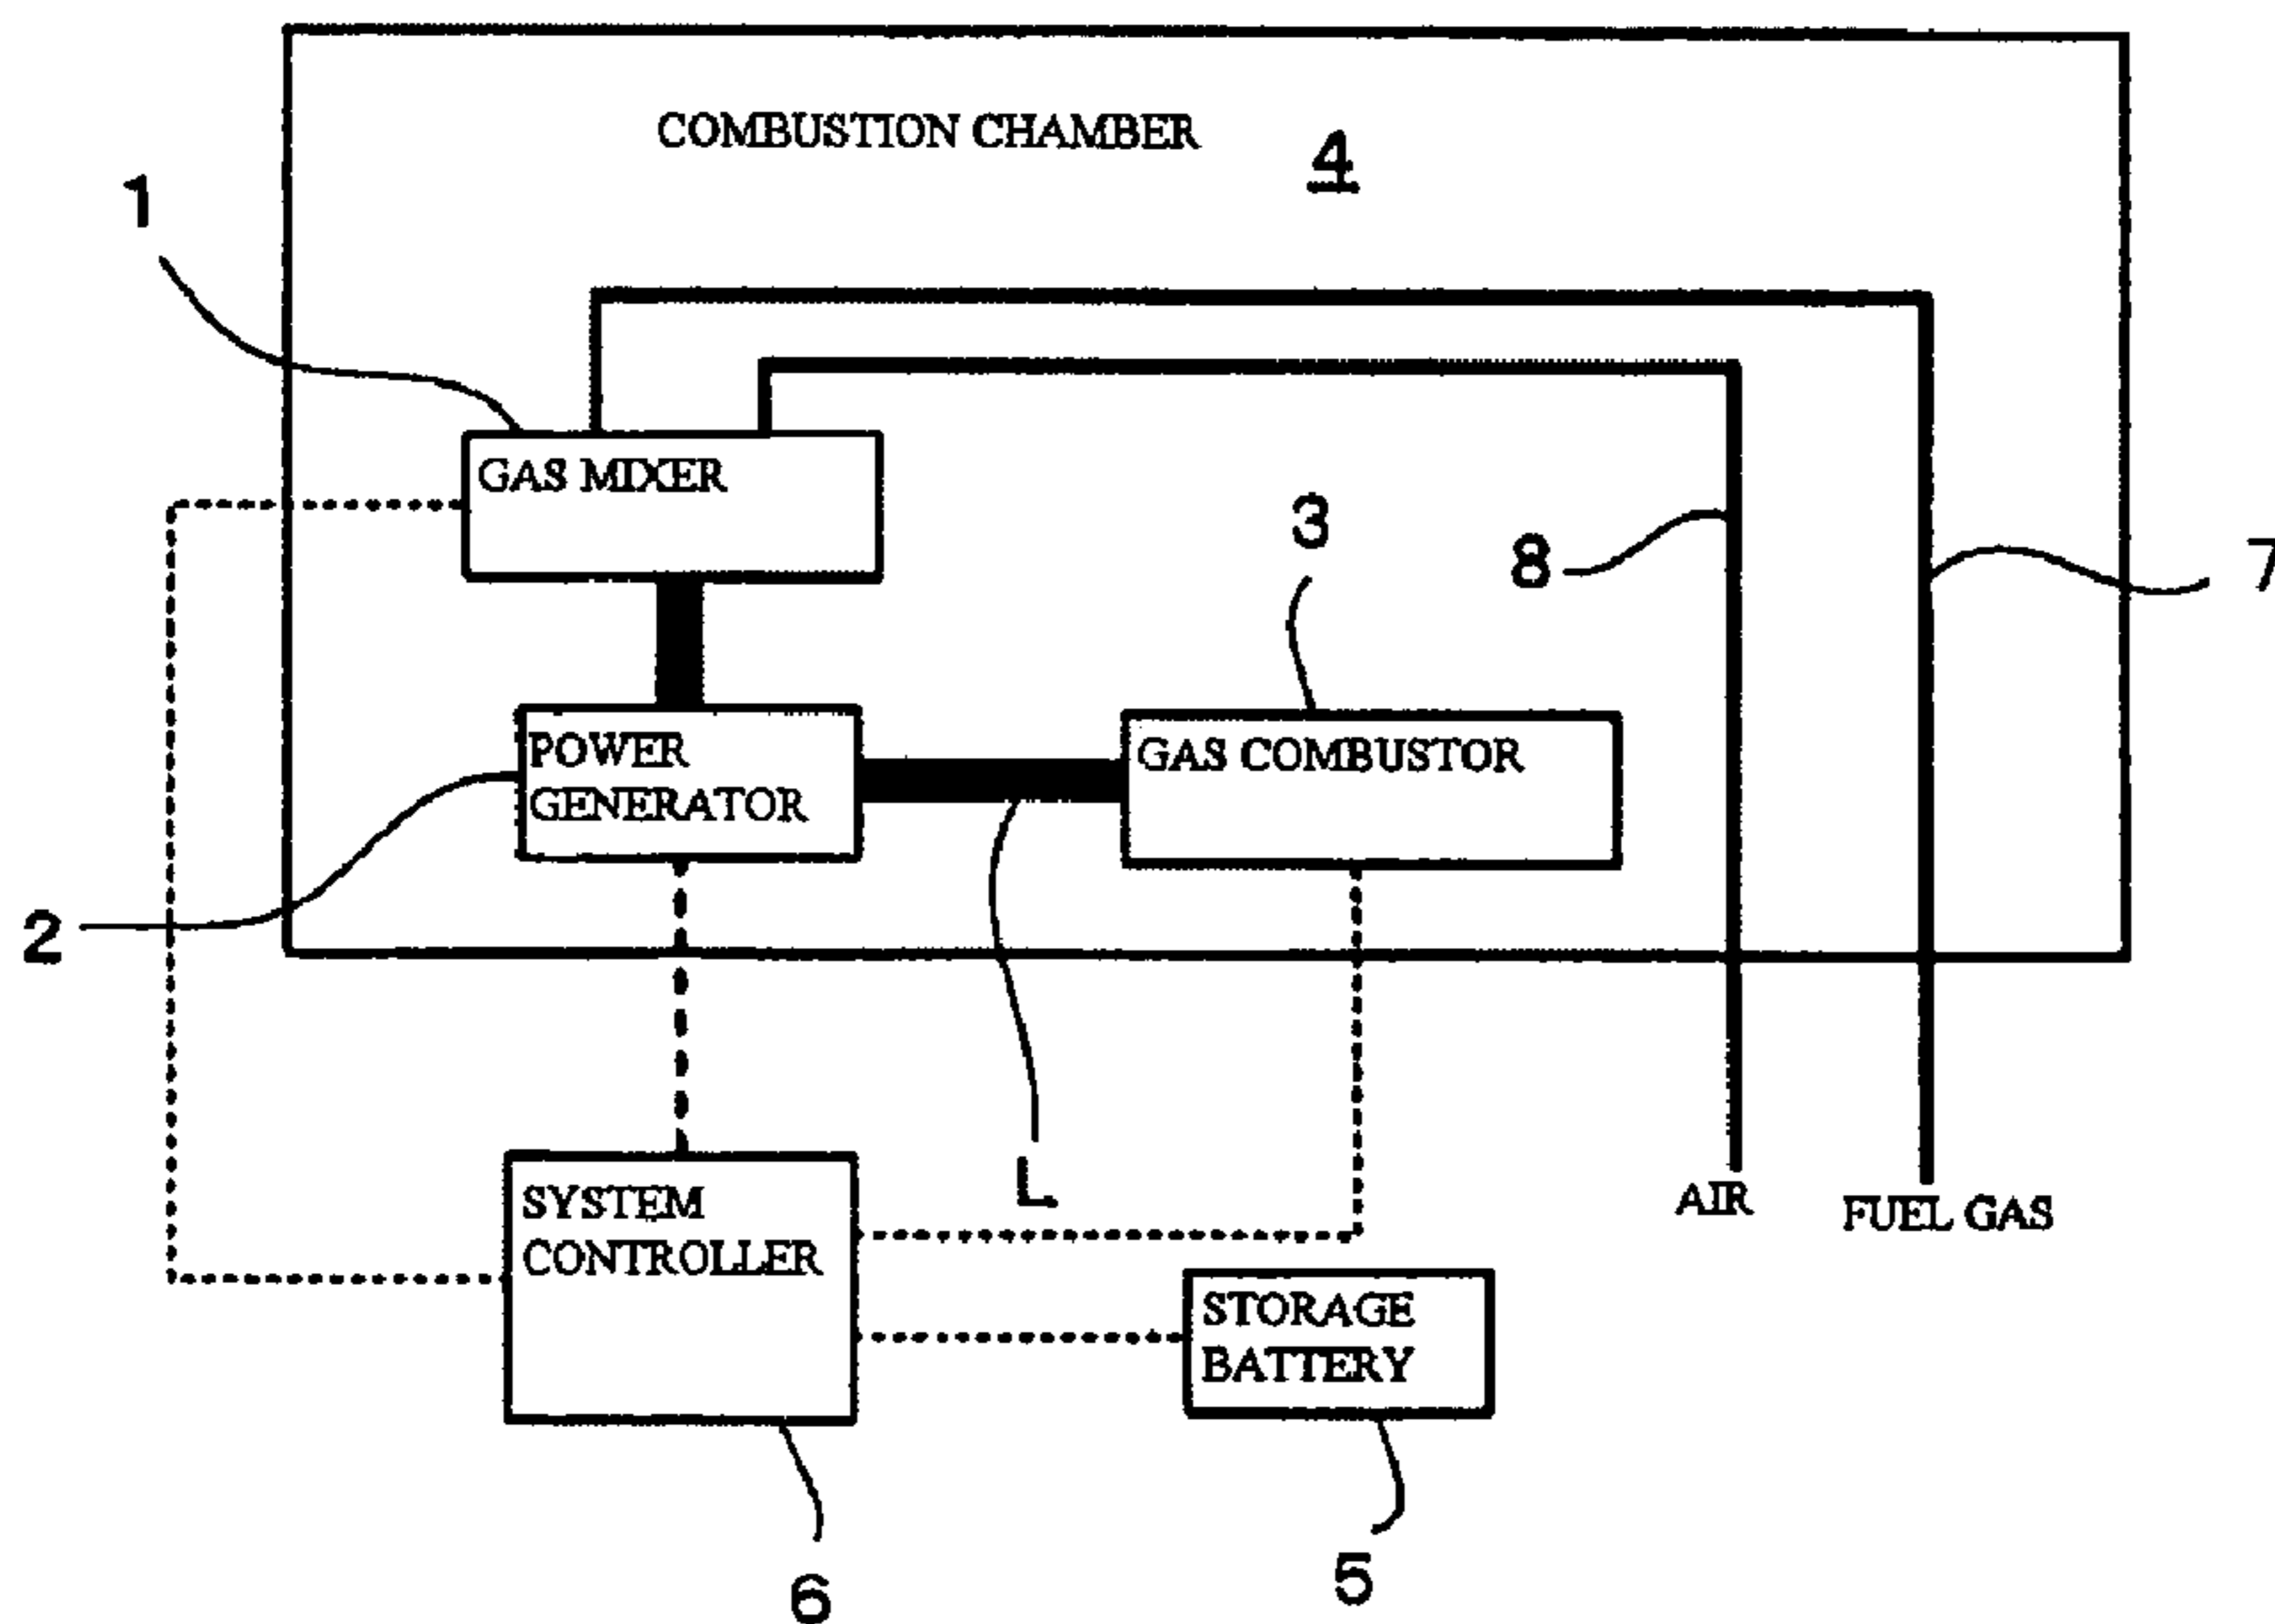 COMBUSTION CHAMBER
4
1
GAS MIXER
3
8
7
POWER
GENERATOR
GAS COMBUSTOR
2
L
SYSTEM
CONTROLLER
AIR
FUEL GAS
STORAGE
BATTERY
6
5